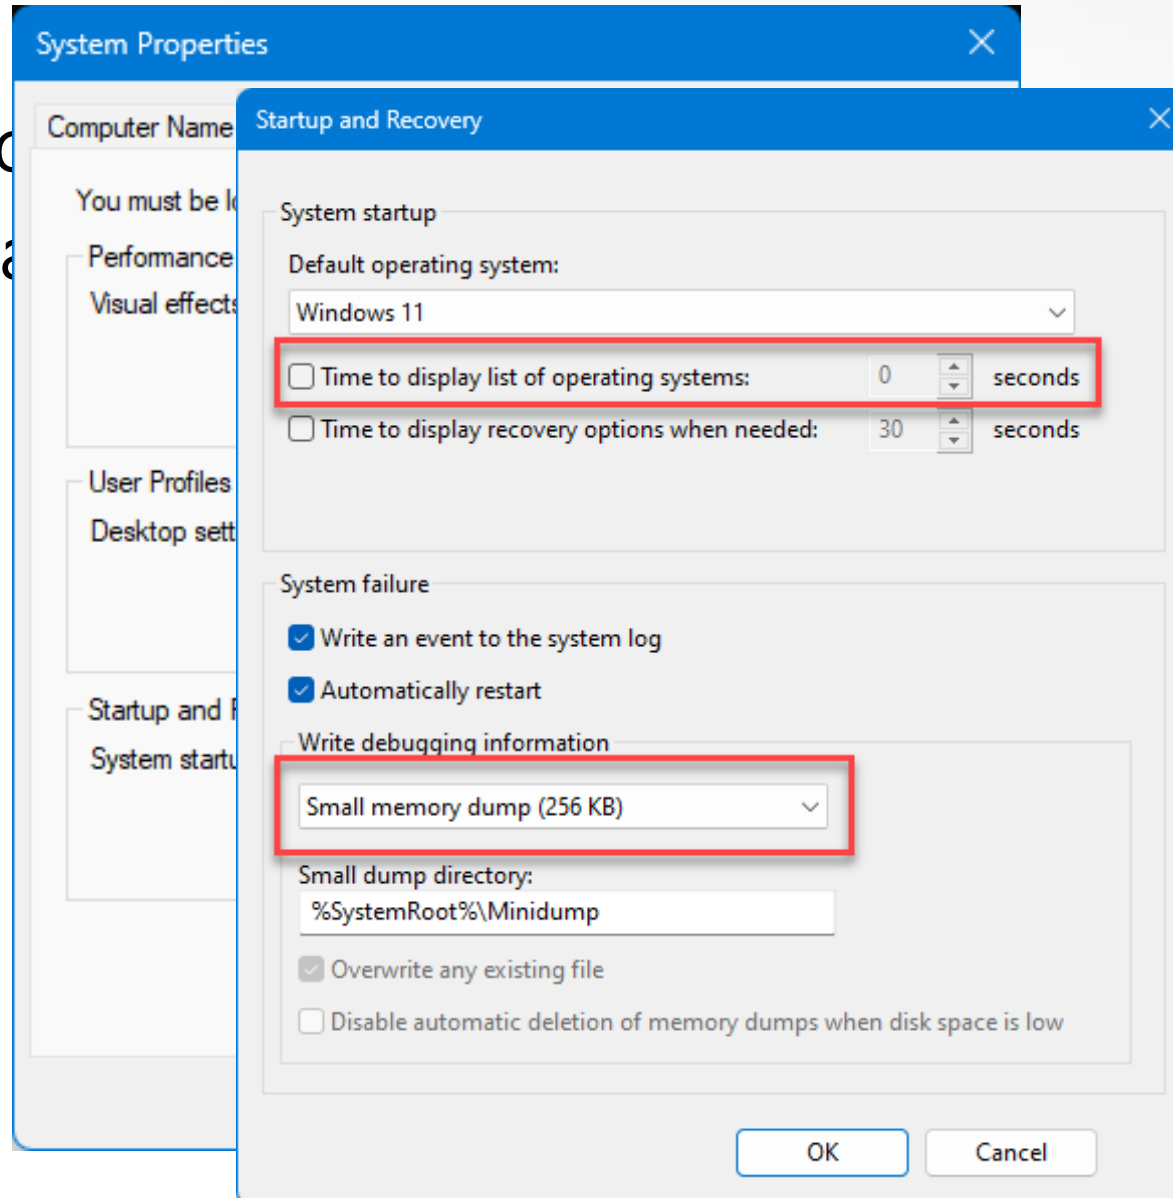 System Properties
Computer Name
Startup and Recovery
You must be
Performance
Visual effects
User Profiles
Desktop
Startup and
System
System startup
Default operating system:
Windows 11
Time to display list of operating systems: 0 seconds
Time to display recovery options when needed: 30 seconds
System failure
Write an event to the system log
Automatically restart
Write debugging information
Small memory dump (256 KB)
Small dump directory:
%SystemRoot%\Minidump
Overwrite any existing file
Disable automatic deletion of memory dumps when disk space is low
OK Cancel